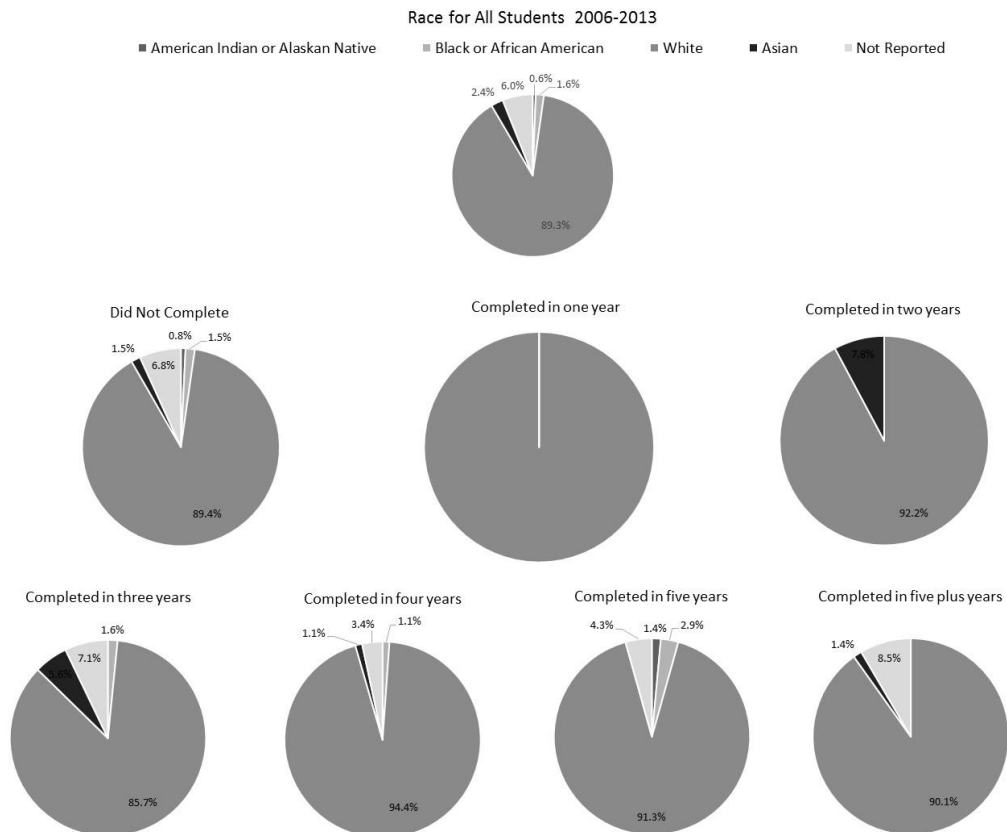 Race for All Students 2006-2013
American Indian or Alaskan Native Black or African American White Asian Not Reported
2.4% 6.0% 0.6% 1.6%
89.3%
Did Not Complete
1.5% 6.8% 0.8% 1.5%
89.4%
Completed in one year
Completed in two years
7.8%
92.2%
Completed in three years
5.6% 7.1% 1.6%
85.7%
Completed in four years
1.1% 3.4% 1.1%
94.4%
Completed in five years
4.3% 1.4% 2.9%
91.3%
Completed in five plus years
1.4% 8.5%
90.1%